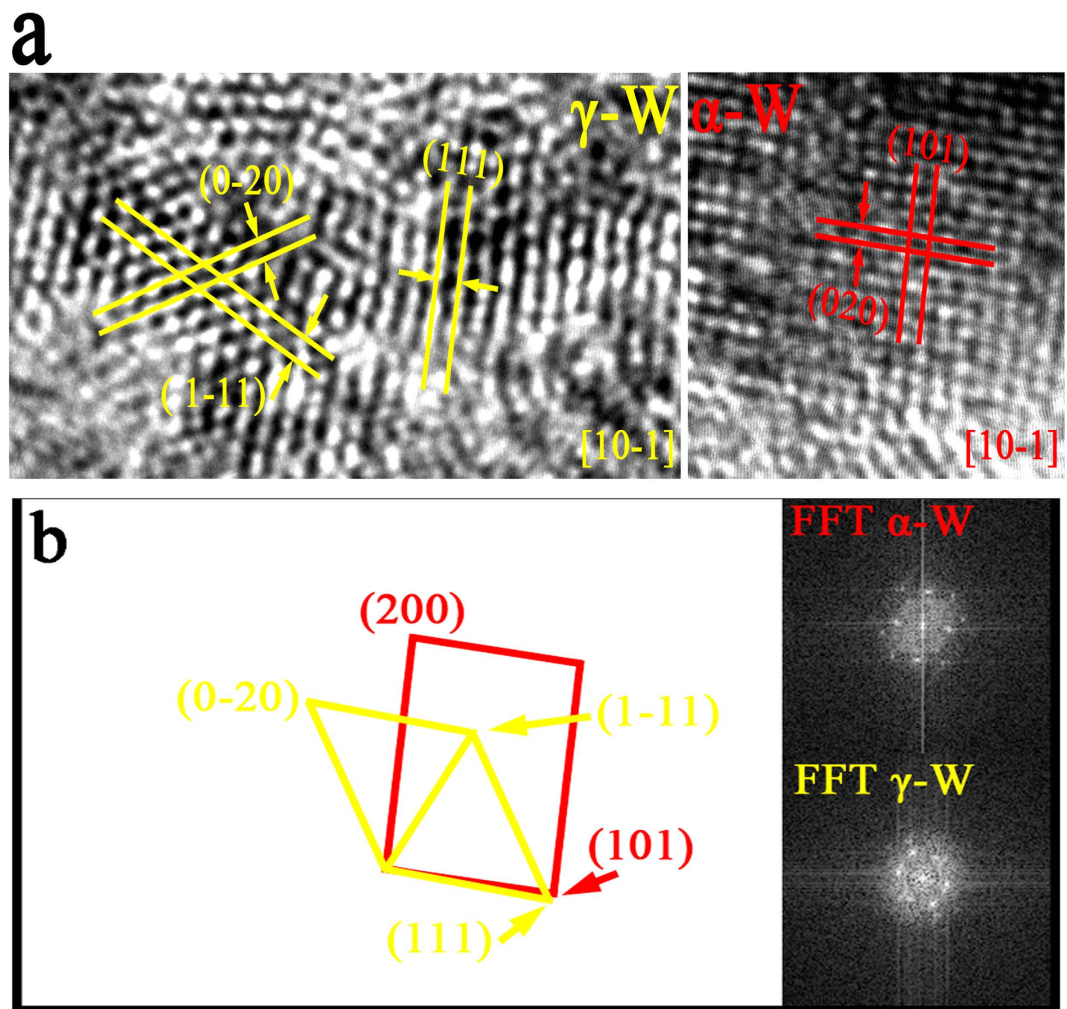 a
γ-W
α-W
(0-20)
(111)
( 1-11)
[10-1]
(101)
(020)
[10-1]
b
FFT α-W
(200)
(0-20)
(1-11)
FFT γ-W
(101)
(111)